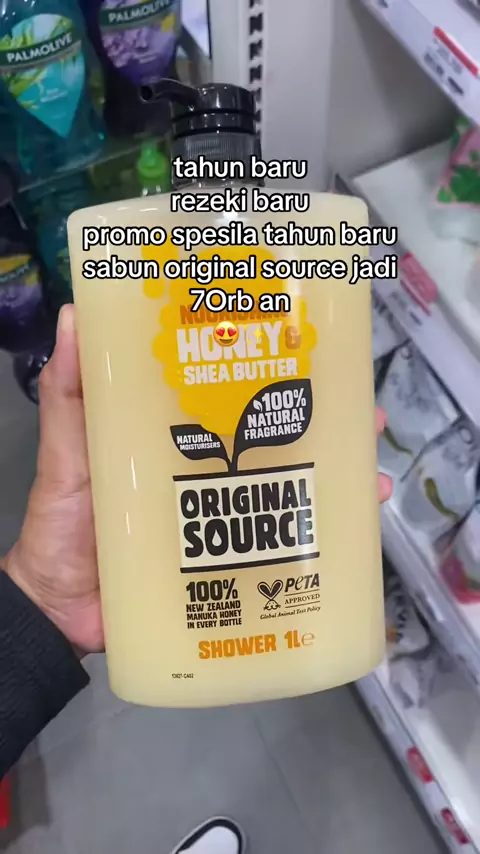 PALMOLIVE
PALMOLIVE
tahun baru
rezeki baru
promo spesila tahun baru
sabun original source jadi
70rb an
HONEY &
SHEA BUTTER
100%
NATURAL
FRAGRANCE
NATURAL
MOISTURISERS
ORIGINAL
SOURCE
100%
NEW ZEALAND
MANUKA HONEY
IN EVERY BOTTLE
PETA
APPROVED
Global Animal Test Policy
SHOWER 1L e